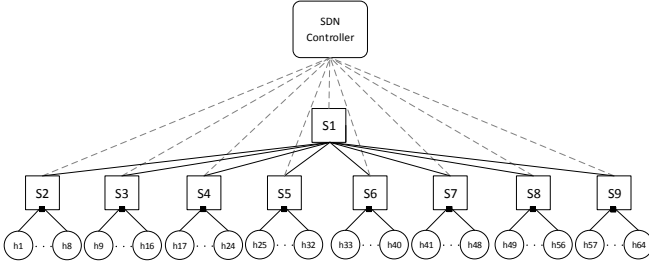 SDN
Controller
S1
S2 S3 S4 S5 S6 S7 S8 S9
h1 ... h8 h9 ... h16 h17 ... h24 h25 ... h32 h33 ... h40 h41 ... h48 h49 ... h56 h57 ... h64